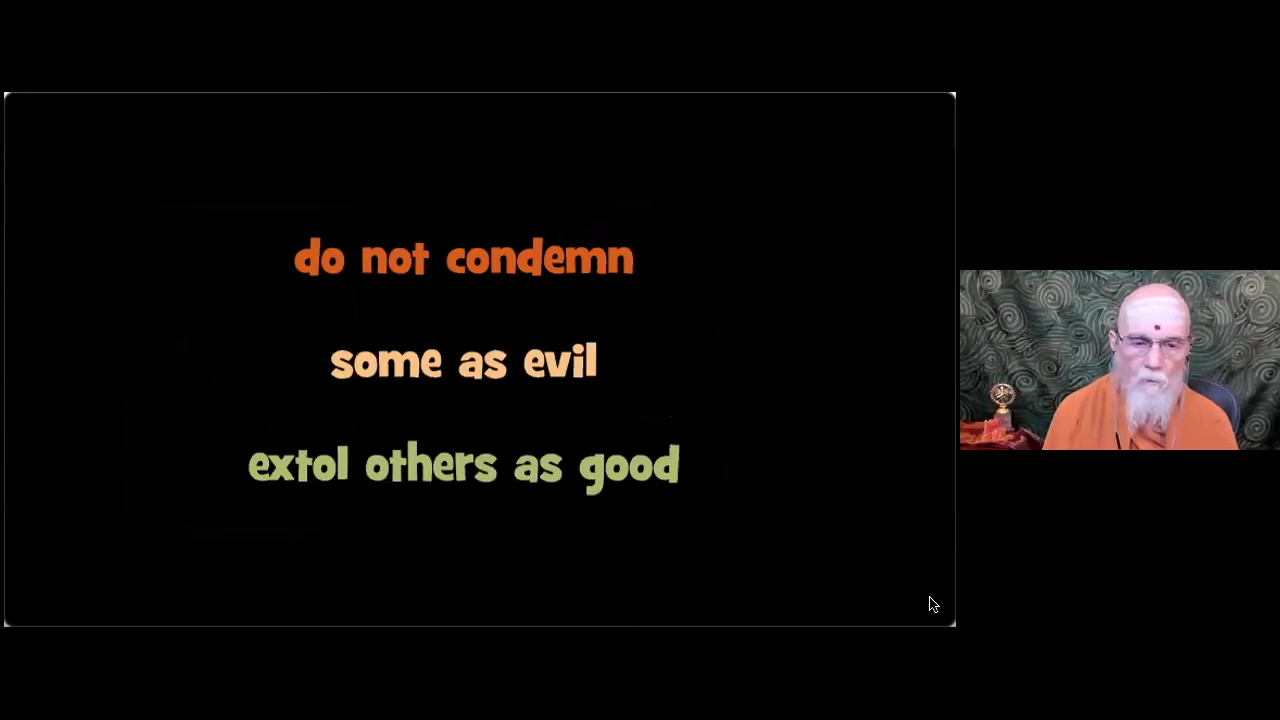 do not condemn
some as evil
extol others as good